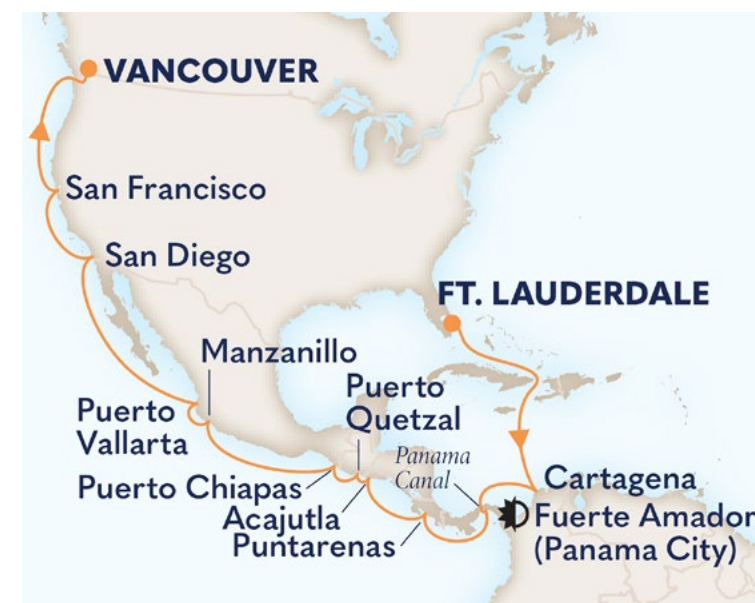 VANCOUVER
San Francisco
San Diego
FT. LAUDERDALE
Manzanillo
Puerto
Quetzal
Puerto
Vallarta
Panama
Canal
Puerto Chiapas
Cartagena
Acajutla
Fuerte Amador
Puntarenas
(Panama City)